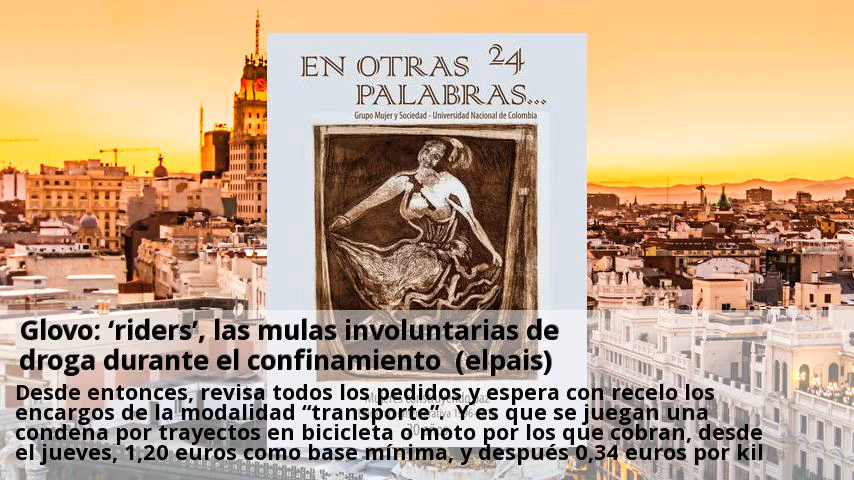 EN OTRAS 24
PALABRAS...
Grupo Mujer y Sociedad - Universidad Nacional de Colombia
Glovo: ‘riders’, las mulas involuntarias de
droga durante el confinamiento (elpais)
Desde entonces, revisa todos los pedidos y espera con recelo los
encargos de la modalidad “transporte”. Y es que se juegan una
condena por trayectos en bicicleta o moto por los que cobran, desde
el jueves, 1,20 euros como base mínima, y después 0,34 euros por kil